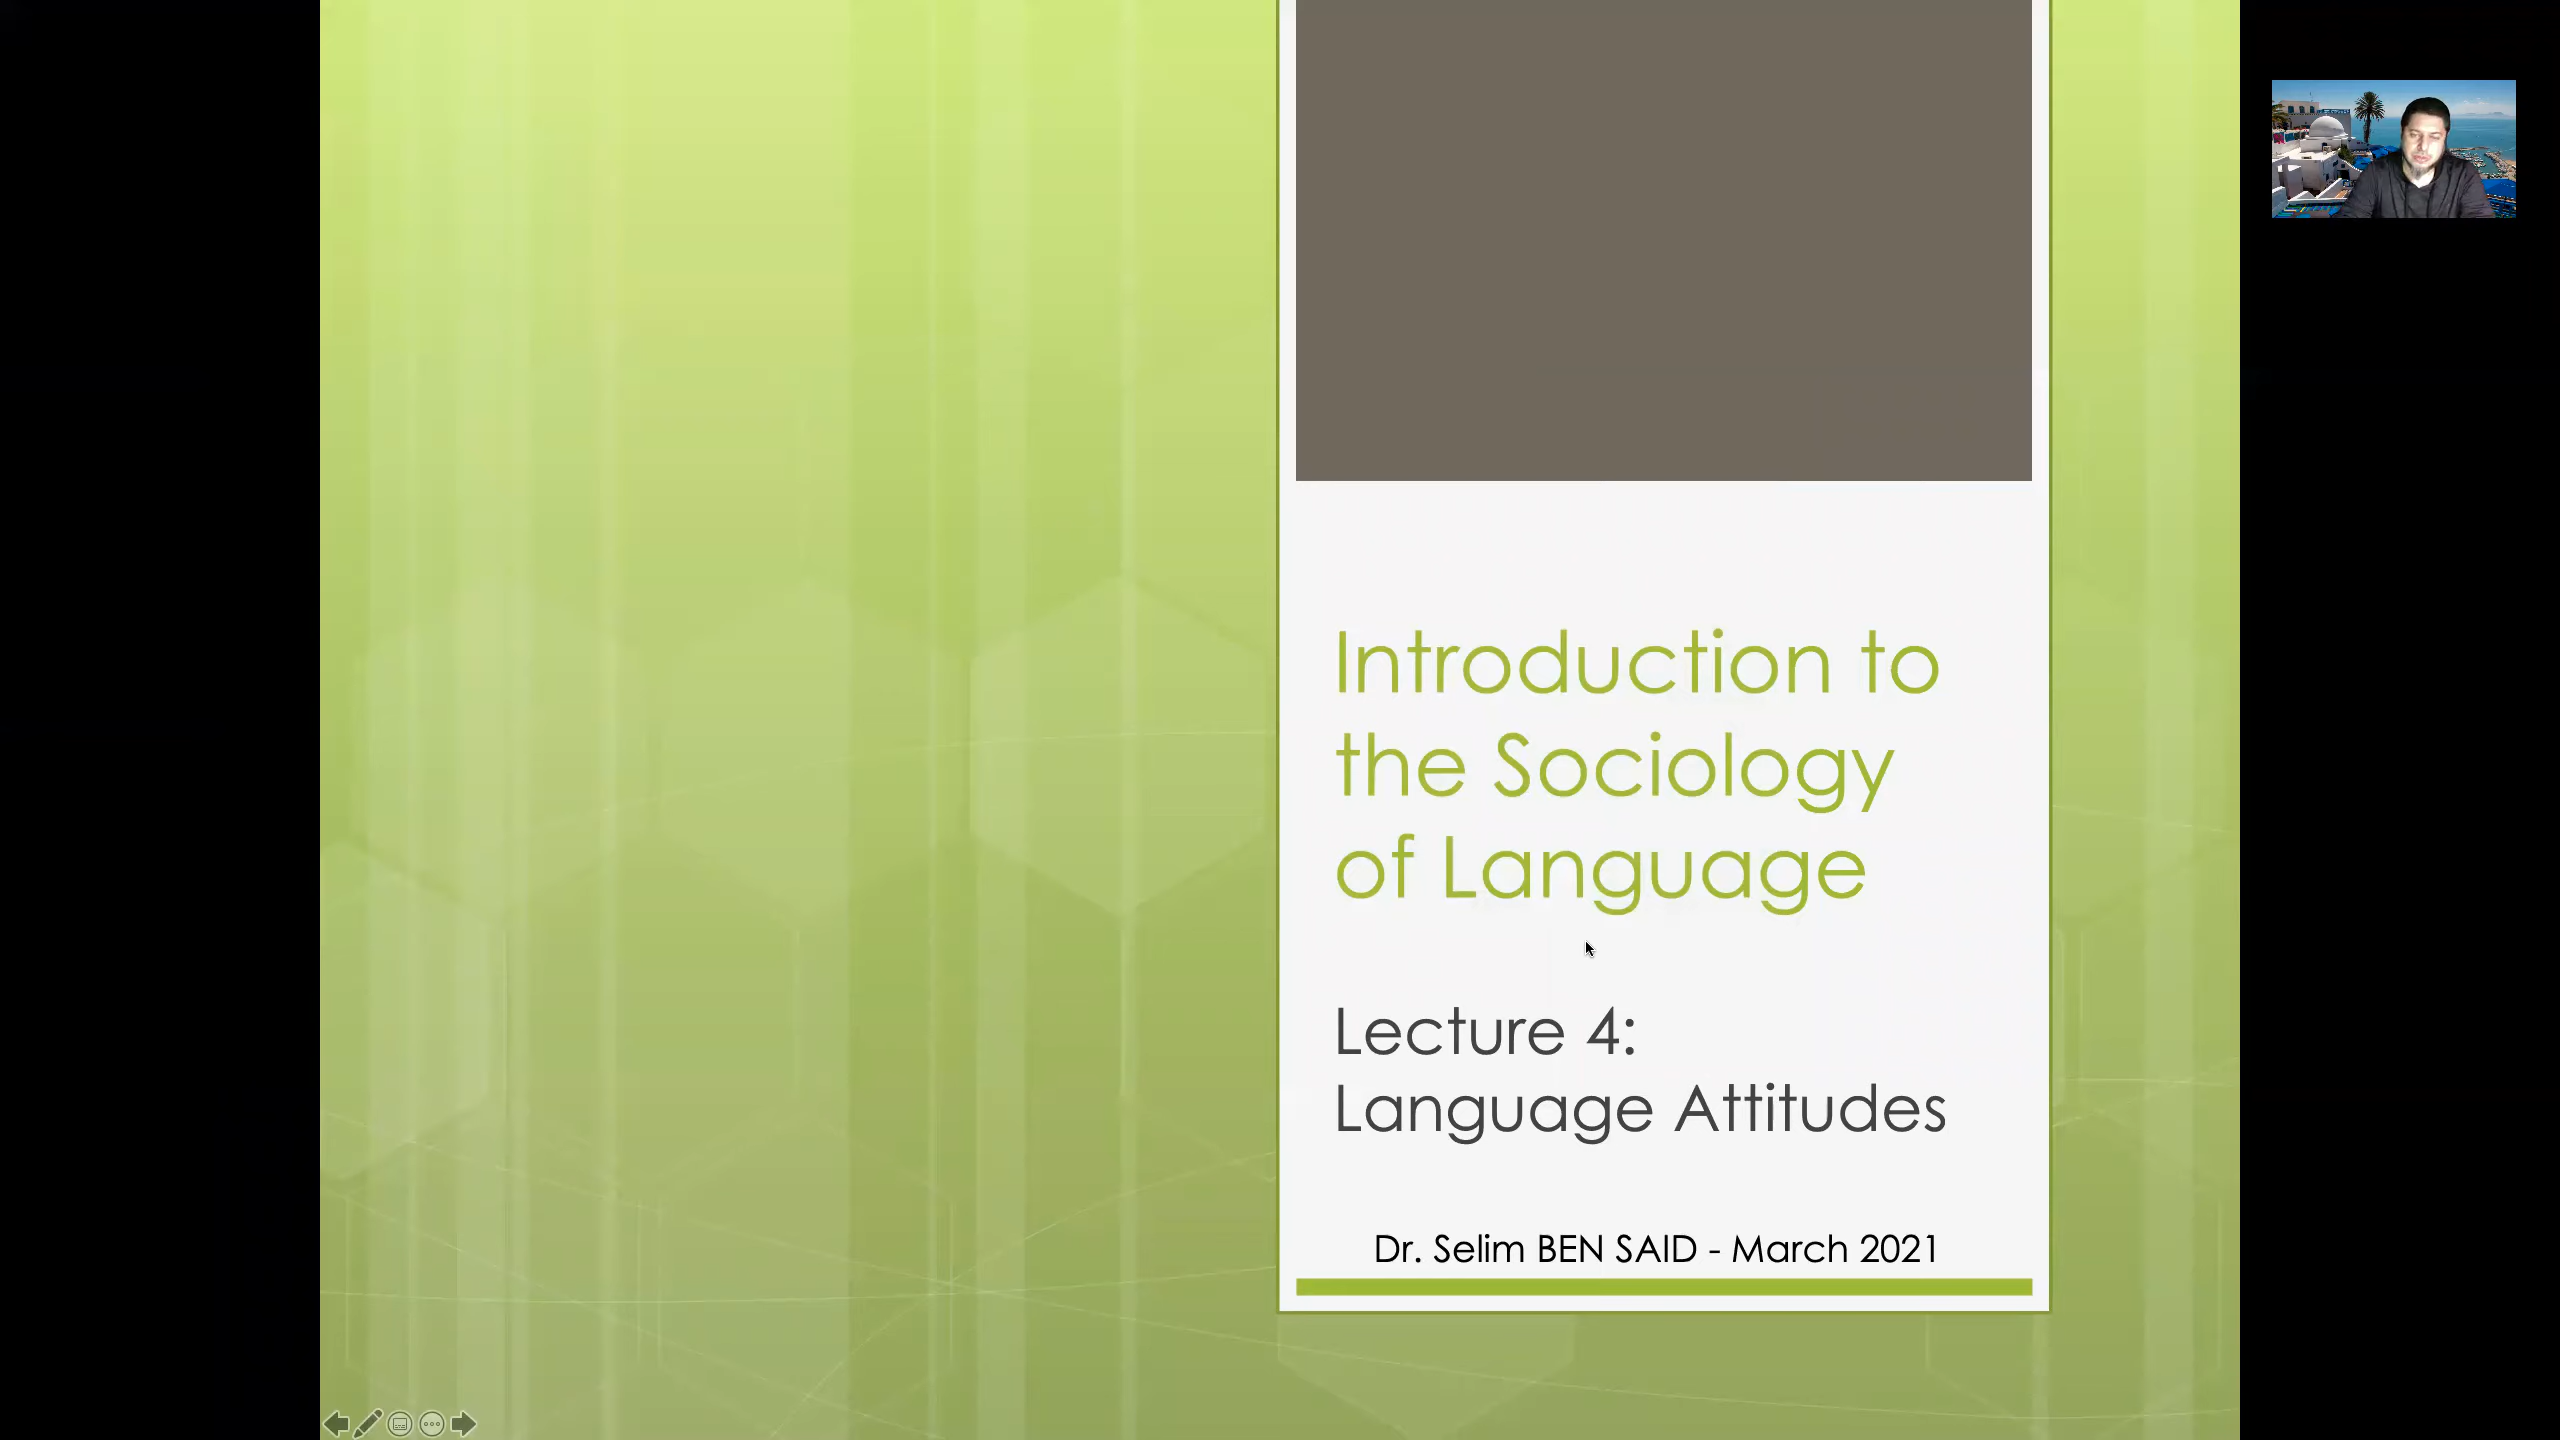 Introduction to
the Sociology
of Language
Lecture 4:
Language Attitudes
Dr. Selim BEN SAID - March 2021